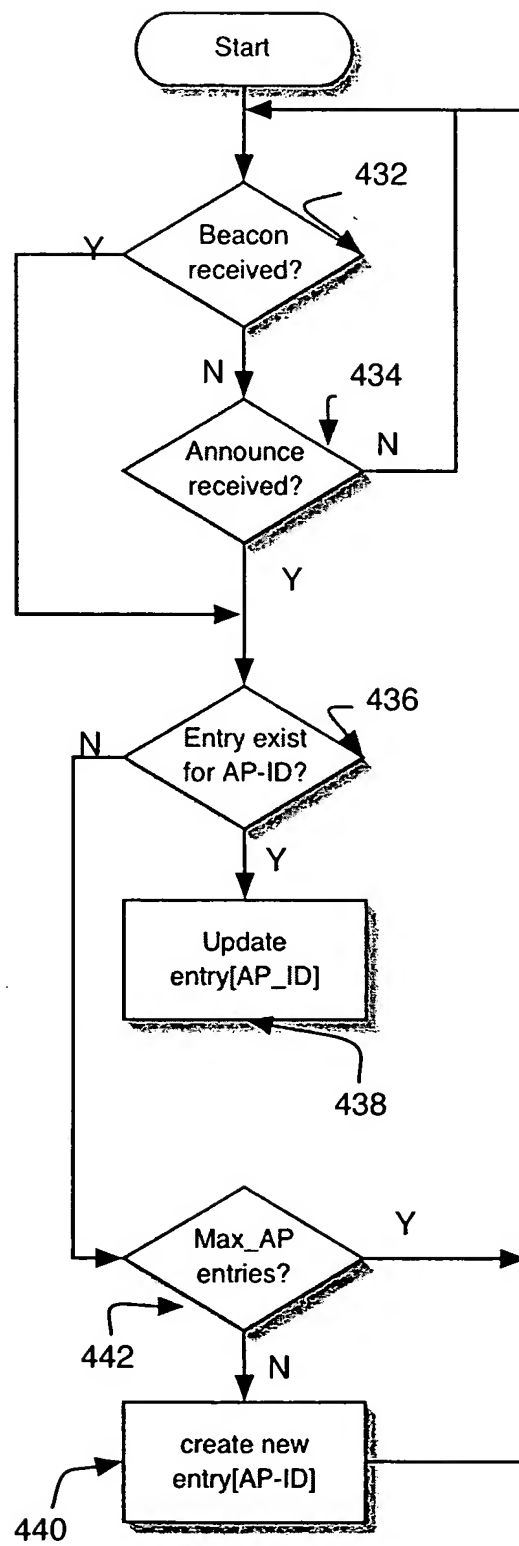 Start
432
Y
Beacon
received?
N
434
Announce
received?
N
Y
436
N
Entry exist
for AP-ID?
Y
Update
entry[AP_ID]
438
Y
Max_AP
entries?
442
N
create new
entry[AP-ID]
440